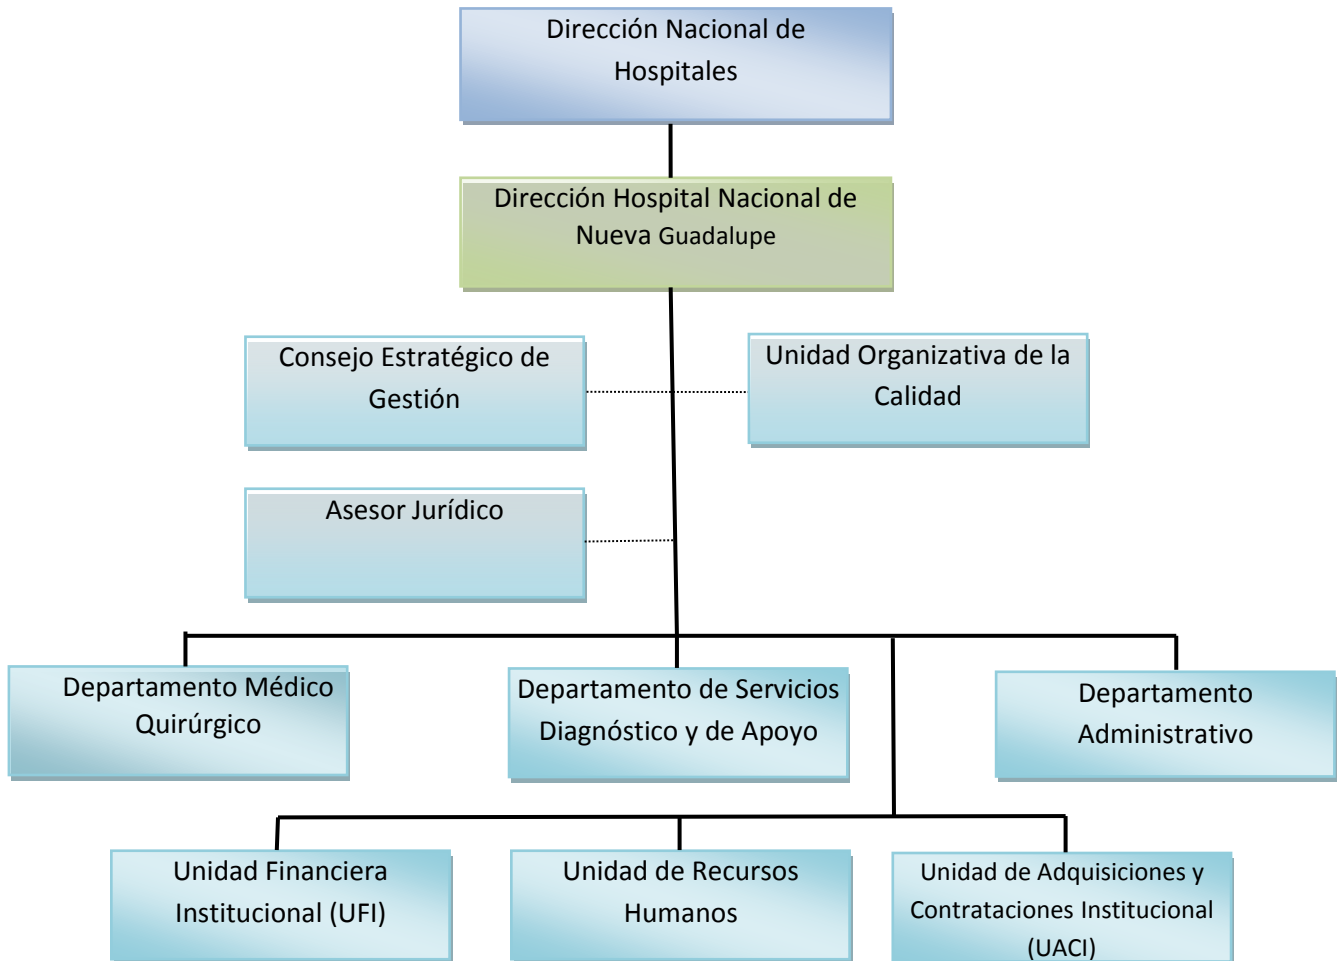 Dirección Nacional de
Hospitales
Dirección Hospital Nacional de
Nueva Guadalupe
Consejo Estratégico de
Gestión
Unidad Organizativa de la
Calidad
Asesor Jurídico
Departamento Médico
Quirúrgico
Departamento de Servicios
Diagnóstico y de Apoyo
Departamento
Administrativo
Unidad Financiera
Institucional (UFI)
Unidad de Recursos
Humanos
Unidad de Adquisiciones y
Contrataciones Institucional
(UACI)